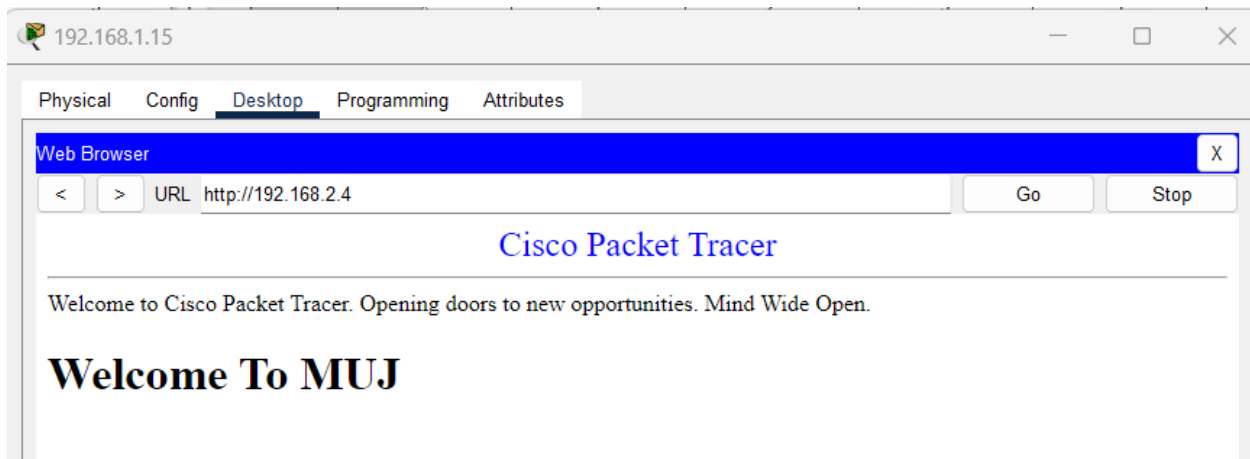 192.168.1.15
Physical Config Desktop Programming Attributes
Web Browser X
< > URL http://192.168.2.4 Go Stop
Cisco Packet Tracer
Welcome to Cisco Packet Tracer. Opening doors to new opportunities. Mind Wide Open.
Welcome To MUJ